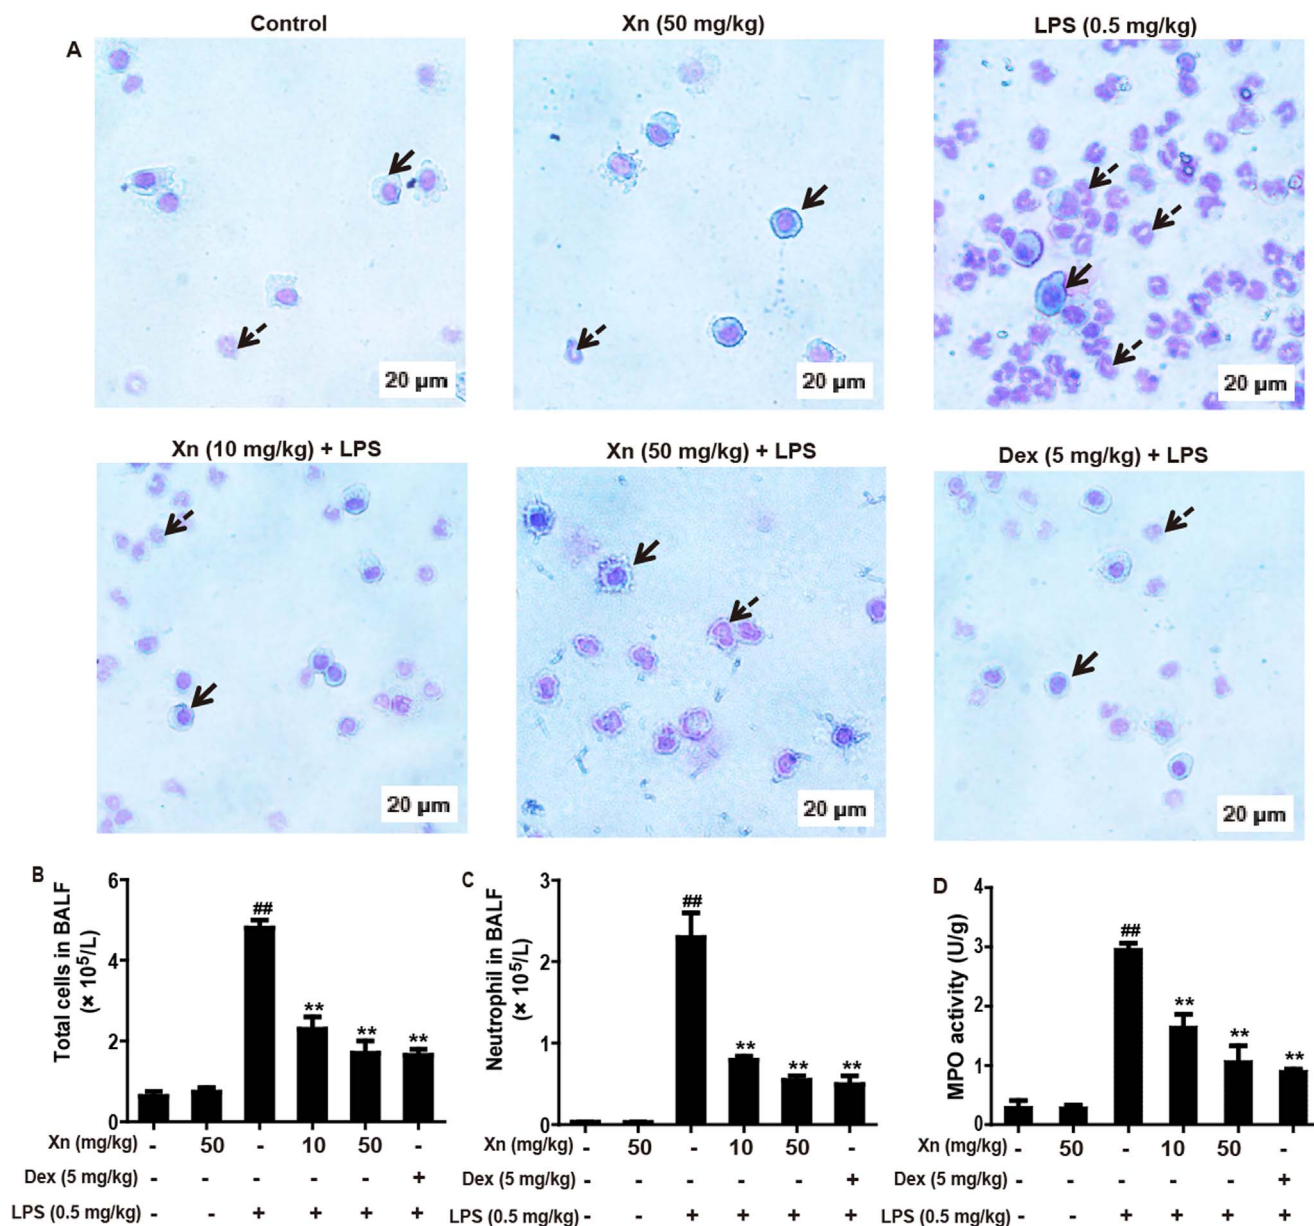 Control
Xn (50 mg/kg)
LPS (0.5 mg/kg)
A
20 μm
20 μm
20 μm
Xn (10 mg/kg) + LPS
Xn (50 mg/kg) + LPS
Dex (5 mg/kg) + LPS
20 μm
20 μm
20 μm
B
Total cells in BALF
(× 10⁵/L)
6
4
2
0
##
**
**
**
Xn (mg/kg) - 50 - 10 50 -
Dex (5 mg/kg) - - - - - +
LPS (0.5 mg/kg) - - + + + +
C
Neutrophil in BALF
(× 10⁵/L)
3
2
1
0
##
**
**
**
Xn (mg/kg) - 50 - 10 50 -
Dex (5 mg/kg) - - - - - +
LPS (0.5 mg/kg) - - + + + +
D
MPO activity (U/g)
4
3
2
1
0
##
**
**
**
Xn (mg/kg) - 50 - 10 50 -
Dex (5 mg/kg) - - - - - +
LPS (0.5 mg/kg) - - + + + +